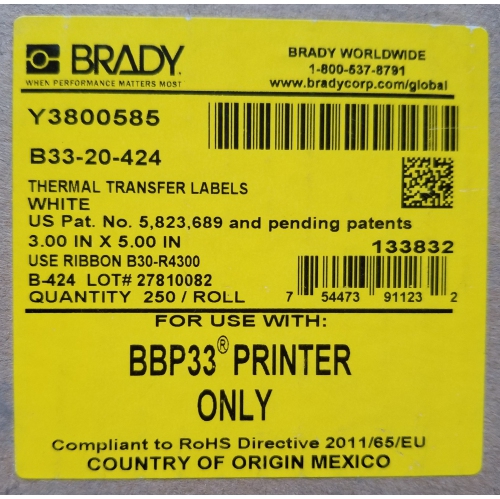 BRADY.
WHEN PERFORMANCE MATTERS MOST
BRADY WORLDWIDE
1-800-537-8791
www.bradycorp.com/global
Y3800585
B33-20-424
THERMAL TRANSFER LABELS
WHITE
US Pat. No. 5,823,689 and pending patents
3.00 IN X 5.00 IN
133832
USE RIBBON B30-R4300
B-424 LOT# 27810082
QUANTITY 250 / ROLL
7 54473 91123 2
FOR USE WITH:
BBP33® PRINTER
ONLY
Compliant to RoHS Directive 2011/65/EU
COUNTRY OF ORIGIN MEXICO